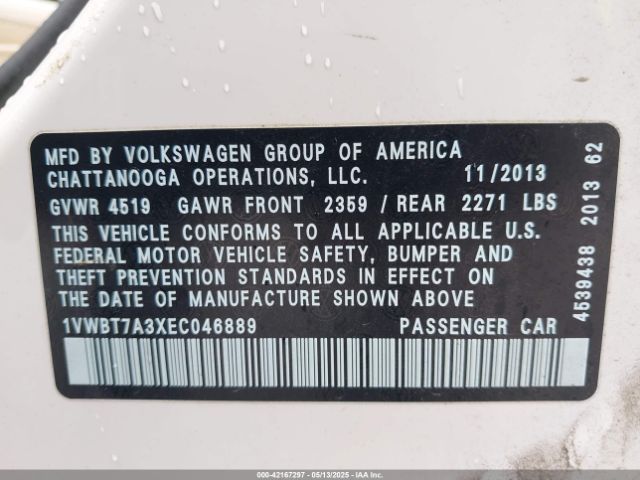 MFD BY VOLKSWAGEN GROUP OF AMERICA
CHATTANOOGA OPERATIONS, LLC. 11/2013
GVWR 4519 GAWR FRONT 2359 / REAR 2271 LBS
THIS VEHICLE CONFORMS TO ALL APPLICABLE U.S.
FEDERAL MOTOR VEHICLE SAFETY, BUMPER AND
THEFT PREVENTION STANDARDS IN EFFECT ON
THE DATE OF MANUFACTURE SHOWN ABOVE
1VWBT7A3XEC046889 PASSENGER CAR
4539438 2013 62
000-42167297 - 05/13/2025 - IAAI.COM